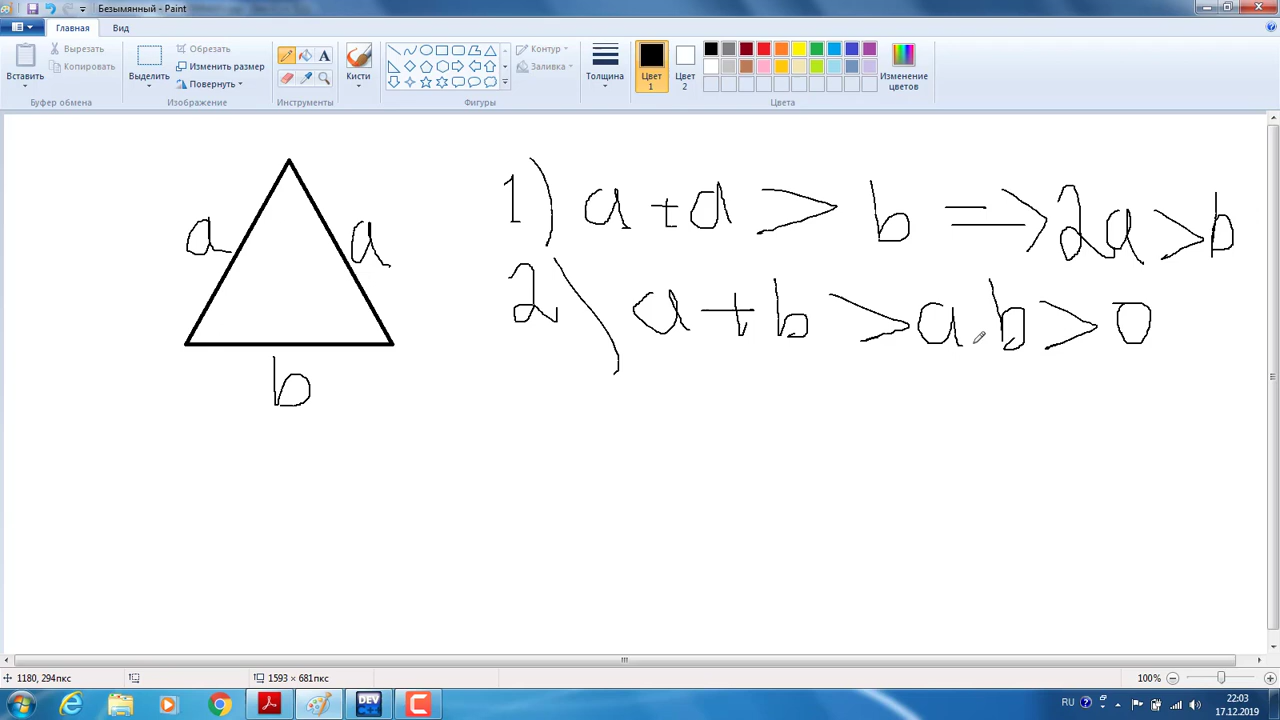 Безымянный - Paint
Главная Вид
Вставить
Вырезать
Копировать
Буфер обмена
Выделить
Обрезать
Изменить размер
Повернуть
Изображение
A
Инструменты
Кисти
Контур
Заливка
Фигуры
Толщина
Цвет 1
Цвет 2
Изменение цветов
Цвета
a
a
b
1) a + a > b => 2a > b
2) a + b > a, b > 0
1180, 294пкс
1593 × 681пкс
100%
DEV
RU
22:03
17.12.2019